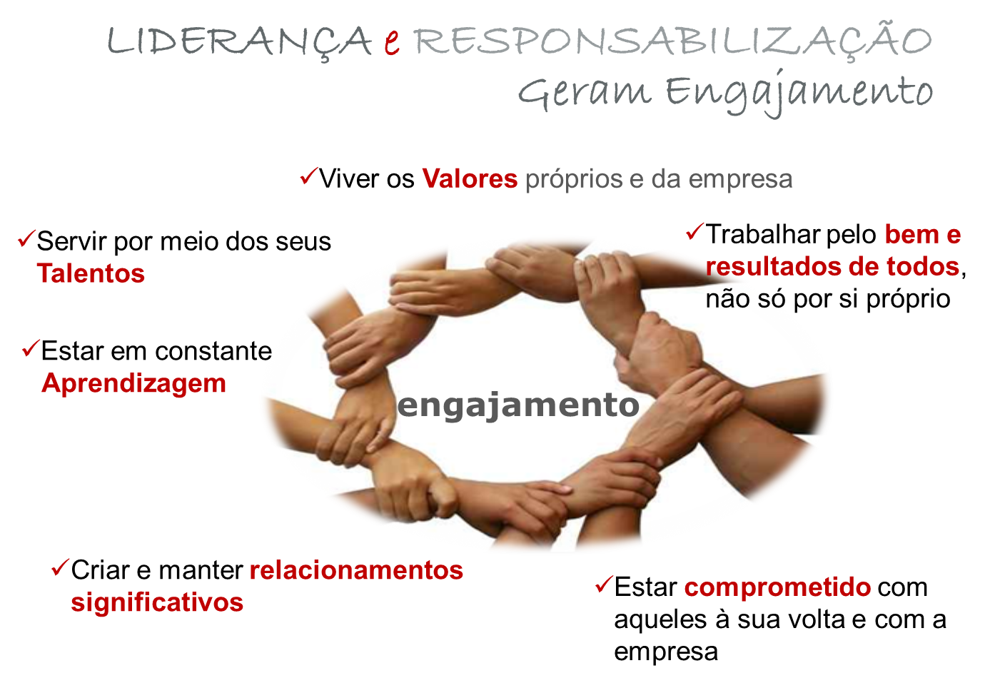 LIDERANÇA e RESPONSABILIZAÇÃO
Geram Engajamento
✓Viver os Valores próprios e da empresa
✓Servir por meio dos seus
Talentos
✓Trabalhar pelo bem e
resultados de todos,
não só por si próprio
✓Estar em constante
Aprendizagem
engajamento
✓Criar e manter relacionamentos
significativos
✓Estar comprometido com
aqueles à sua volta e com a
empresa